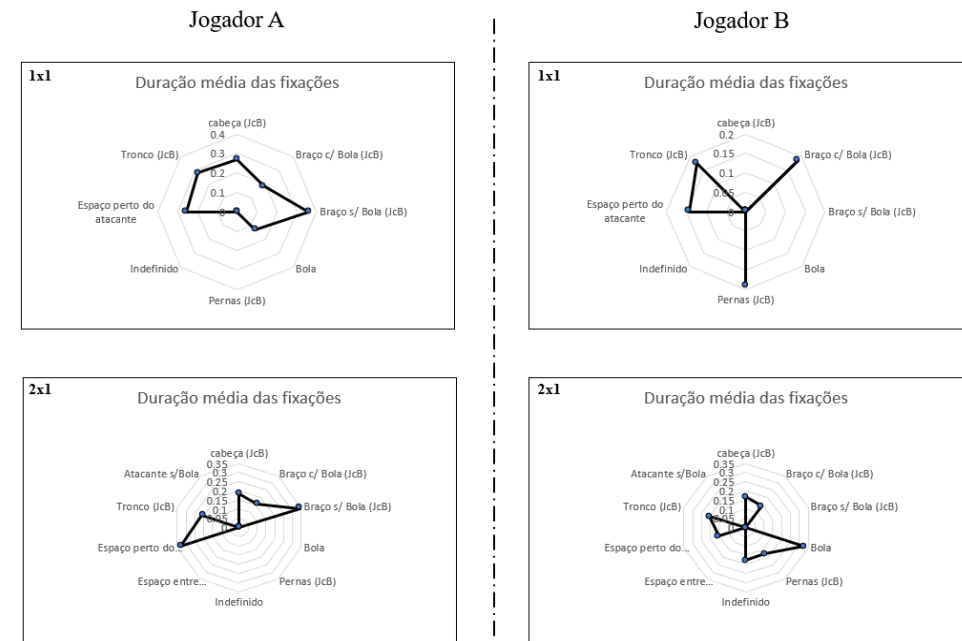 Jogador A
Jogador B
1x1
Duração média das fixações
cabeça (JcB)
0.4
0.3
0.2
0.1
0
Braço c/ Bola (JcB)
Braço s/ Bola (JcB)
Bola
Pernas (JcB)
Indefinido
Espaço perto do
atacante
Tronco (JcB)
1x1
Duração média das fixações
cabeça (JcB)
0.2
0.15
0.1
0.05
0
Braço c/ Bola (JcB)
Braço s/ Bola (JcB)
Bola
Pernas (JcB)
Indefinido
Espaço perto do
atacante
Tronco (JcB)
2x1
Duração média das fixações
cabeça (JcB)
0.35
0.3
0.25
0.2
0.15
0.1
0.05
0
Braço c/ Bola (JcB)
Braço s/ Bola (JcB)
Bola
Pernas (JcB)
Indefinido
Espaço entre...
Espaço perto do...
Tronco (JcB)
Atacante s/Bola
2x1
Duração média das fixações
cabeça (JcB)
0.35
0.3
0.25
0.2
0.15
0.1
0.05
0
Braço c/ Bola (JcB)
Braço s/ Bola (JcB)
Bola
Pernas (JcB)
Indefinido
Espaço entre...
Espaço perto do...
Tronco (JcB)
Atacante s/Bola